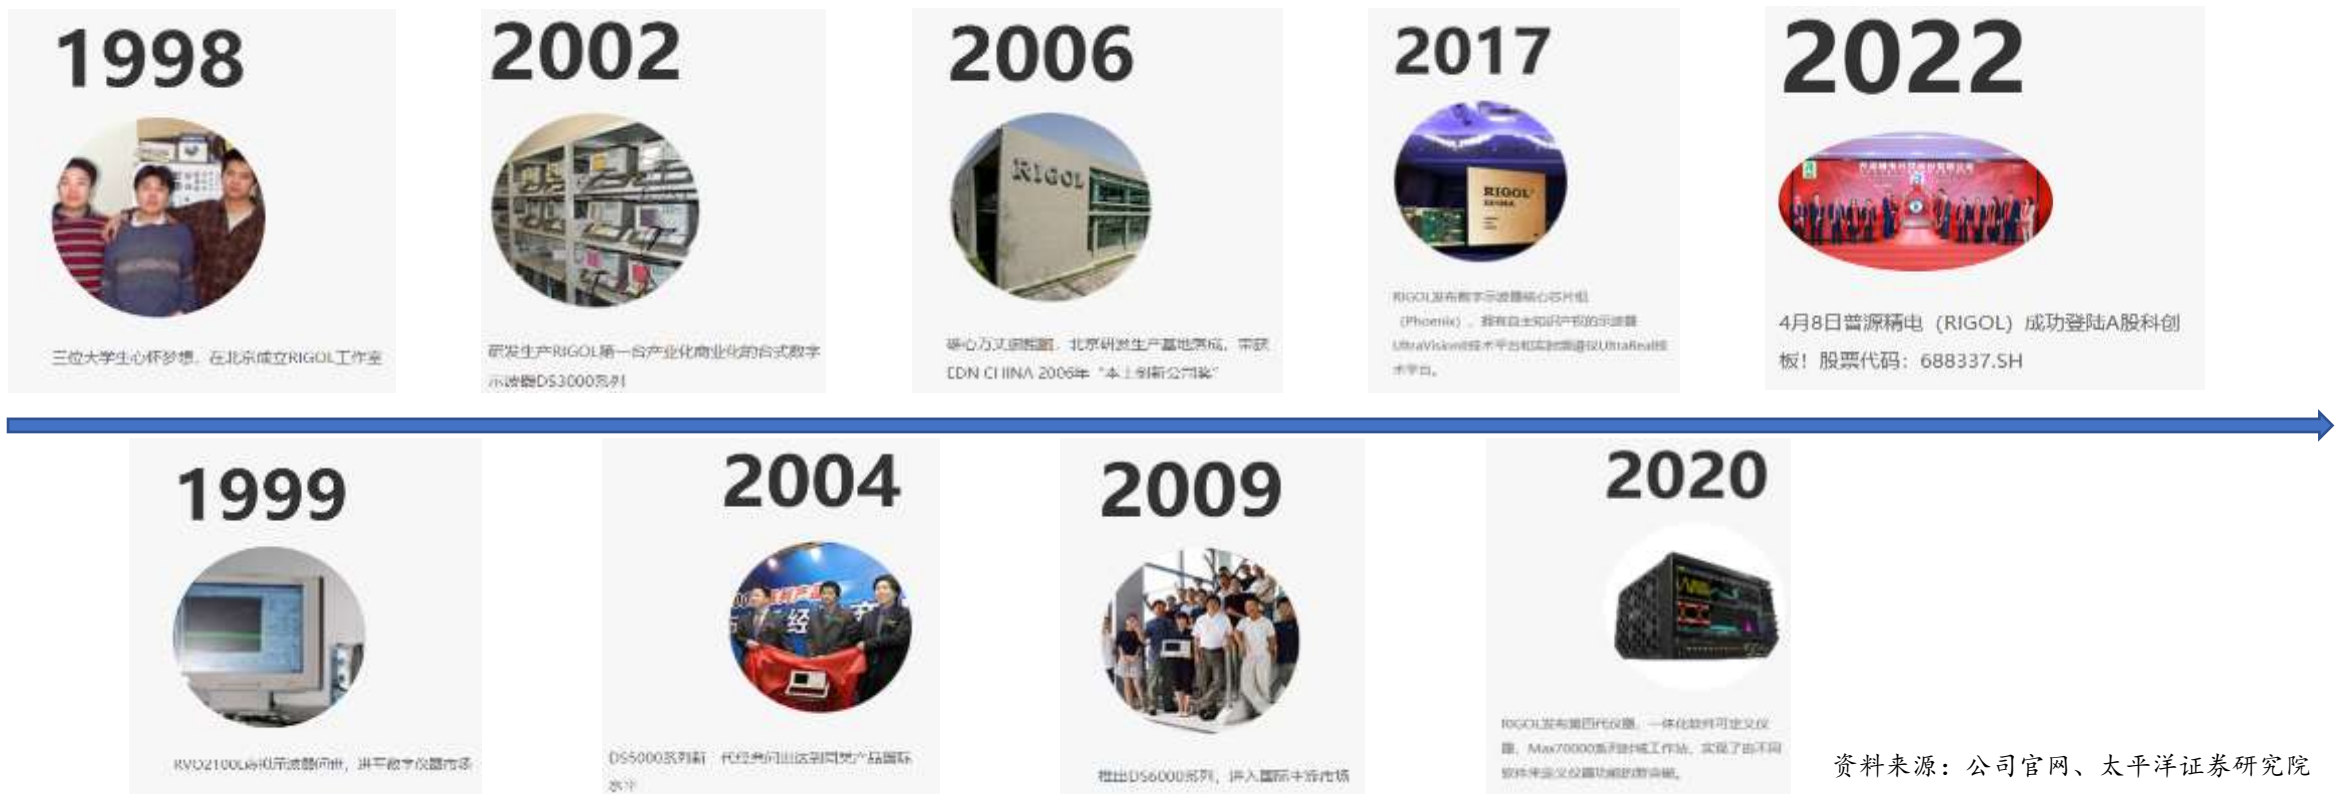 1998
三位大学生心怀梦想，在北京成立RIGOL工作室
2002
研发生产RIGOL第一台产业化商业化的台式数字
示波器DS3000系列
2006
RIGOL
雄心万丈 北京研发生产基地落成，荣获
EDN CHINA 2006年“本土创新公司奖”
2017
RIGOL
RIGOL发布数字示波器核心芯片组
（Phoenix），拥有自主知识产权的示波器
UltraVisionII技术平台和实时频谱仪UltraReal技
术平台。
2022
4月8日普源精电（RIGOL）成功登陆A股科创
板！股票代码：688337.SH
1999
RVO2100L虚拟示波器问世，进军数字仪器市场
2004
DS5000系列新一代经典问世达到同类产品国际
水平
2009
推出DS6000系列，进入国际主流市场
2020
RIGOL发布第四代仪器，一体化软件可定义仪
器，Max70000系列时域工作站，实现了由不同
软件来定义仪器功能的新突破。
资料来源：公司官网、太平洋证券研究院